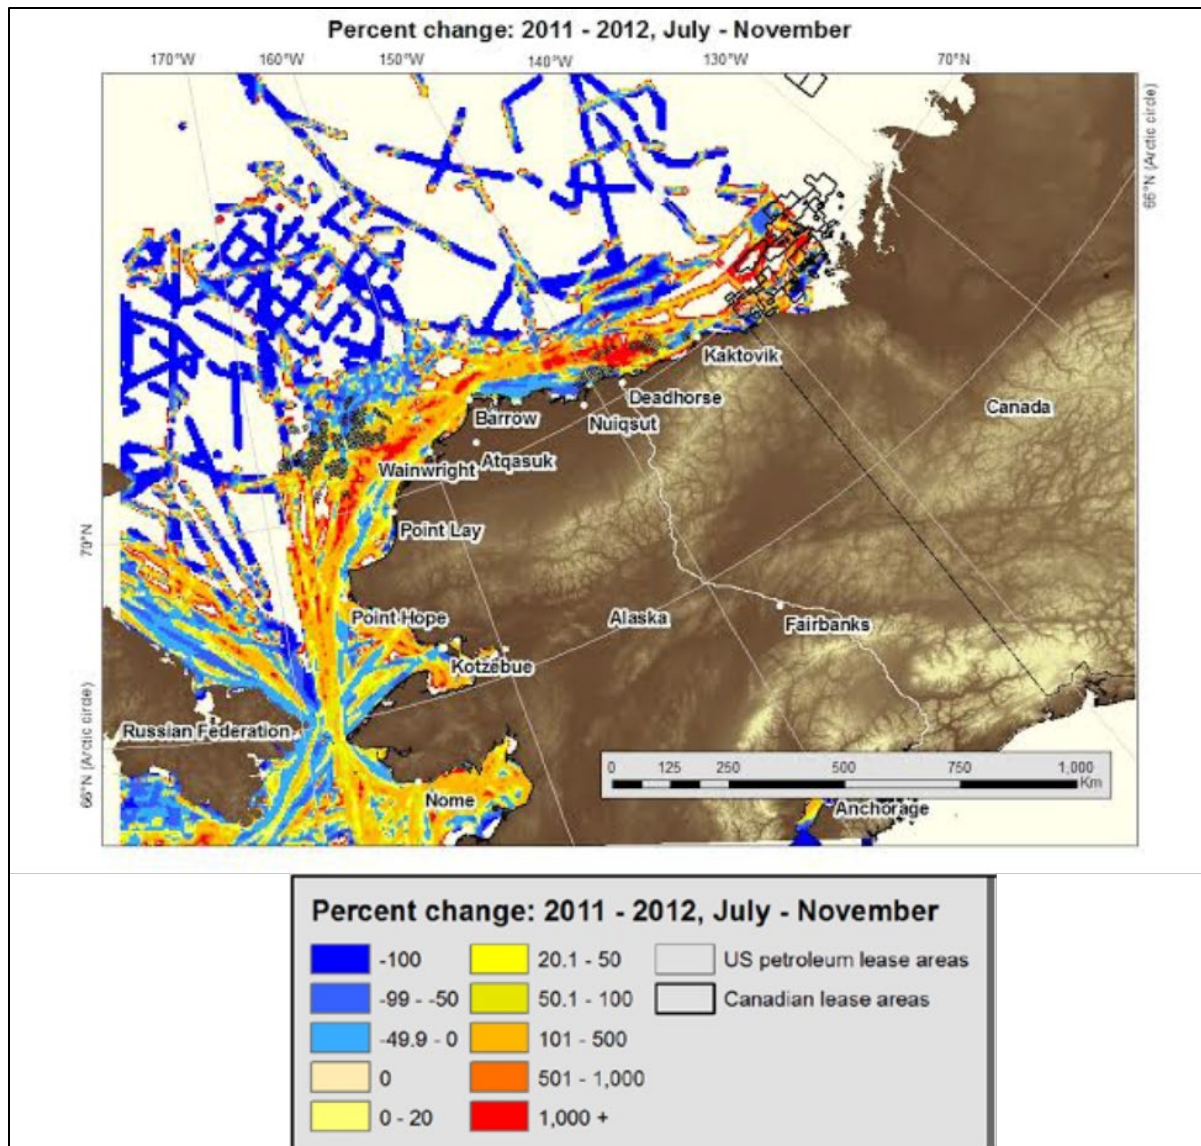 Percent change: 2011 - 2012, July - November
170°W 160°W 150°W 140°W 130°W 70°N
66°N (Arctic circle)
Kaktovik
Deadhorse
Canada
Barrow
Nuiqsut
Wainwright
Atqasuk
70°N
Point Lay
Point Hope
Alaska
Fairbanks
Kotzebue
66°N (Arctic circle)
Russian Federation
0 125 250 500 750 1,000
Km
Nome
Anchorage
Percent change: 2011 - 2012, July - November
-100 20.1 - 50 US petroleum lease areas
-99 - -50 50.1 - 100 Canadian lease areas
-49.9 - 0 101 - 500
0 501 - 1,000
0 - 20 1,000 +